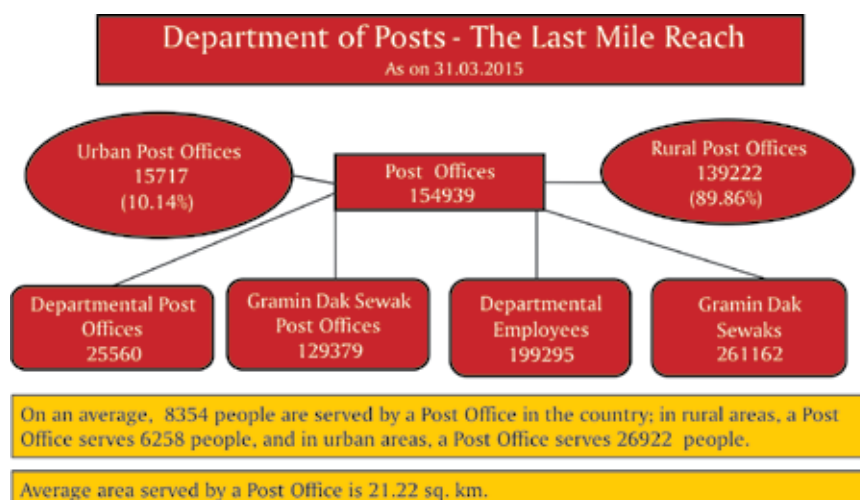 Department of Posts - The Last Mile Reach
As on 31.03.2015
Urban Post Offices
15717
(10.14%)
Post Offices
154939
Rural Post Offices
139222
(89.86%)
Departmental Post
Offices
25560
Gramin Dak Sewak
Post Offices
129379
Departmental
Employees
199295
Gramin Dak
Sewaks
261162
On an average, 8354 people are served by a Post Office in the country; in rural areas, a Post
Office serves 6258 people, and in urban areas, a Post Office serves 26922 people.
Average area served by a Post Office is 21.22 sq. km.